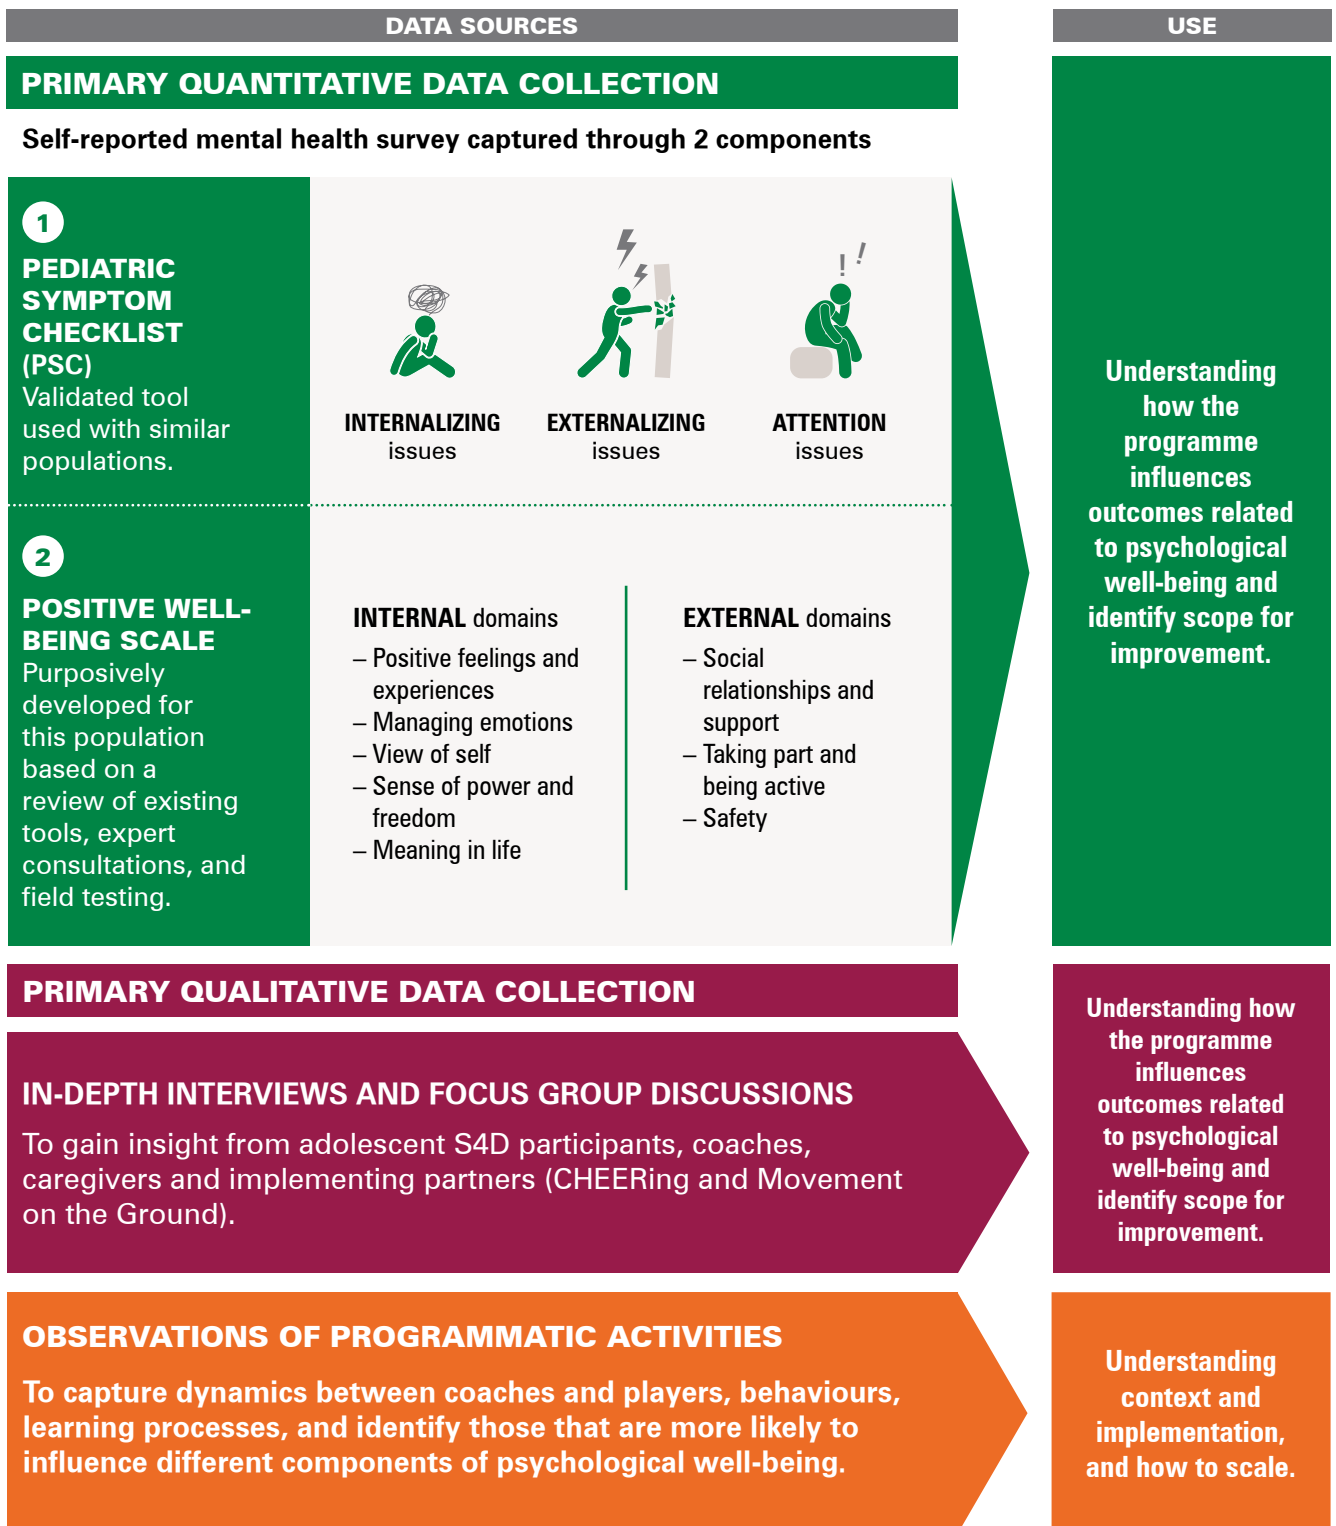 DATA SOURCES
USE
PRIMARY QUANTITATIVE DATA COLLECTION
Self-reported mental health survey captured through 2 components
1
PEDIATRIC
SYMPTOM
CHECKLIST
(PSC)
Validated tool
used with similar
populations.
! !
INTERNALIZING
issues
EXTERNALIZING
issues
ATTENTION
issues
2
POSITIVE WELL-
BEING SCALE
Purposively
developed for
this population
based on a
review of existing
tools, expert
consultations, and
field testing.
INTERNAL domains
– Positive feelings and
experiences
– Managing emotions
– View of self
– Sense of power and
freedom
– Meaning in life
EXTERNAL domains
– Social
relationships and
support
– Taking part and
being active
– Safety
Understanding
how the
programme
influences
outcomes related
to psychological
well-being and
identify scope for
improvement.
PRIMARY QUALITATIVE DATA COLLECTION
IN-DEPTH INTERVIEWS AND FOCUS GROUP DISCUSSIONS
To gain insight from adolescent S4D participants, coaches,
caregivers and implementing partners (CHEERing and Movement
on the Ground).
Understanding how
the programme
influences
outcomes related
to psychological
well-being and
identify scope for
improvement.
OBSERVATIONS OF PROGRAMMATIC ACTIVITIES
To capture dynamics between coaches and players, behaviours,
learning processes, and identify those that are more likely to
influence different components of psychological well-being.
Understanding
context and
implementation,
and how to scale.